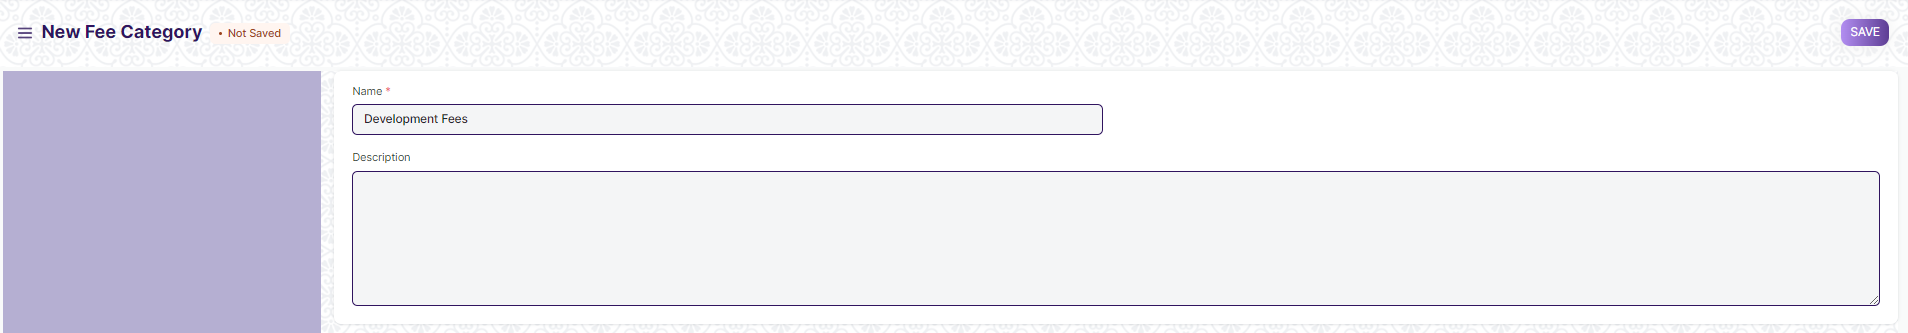 New Fee Category • Not Saved
SAVE
Name *
Development Fees
Description